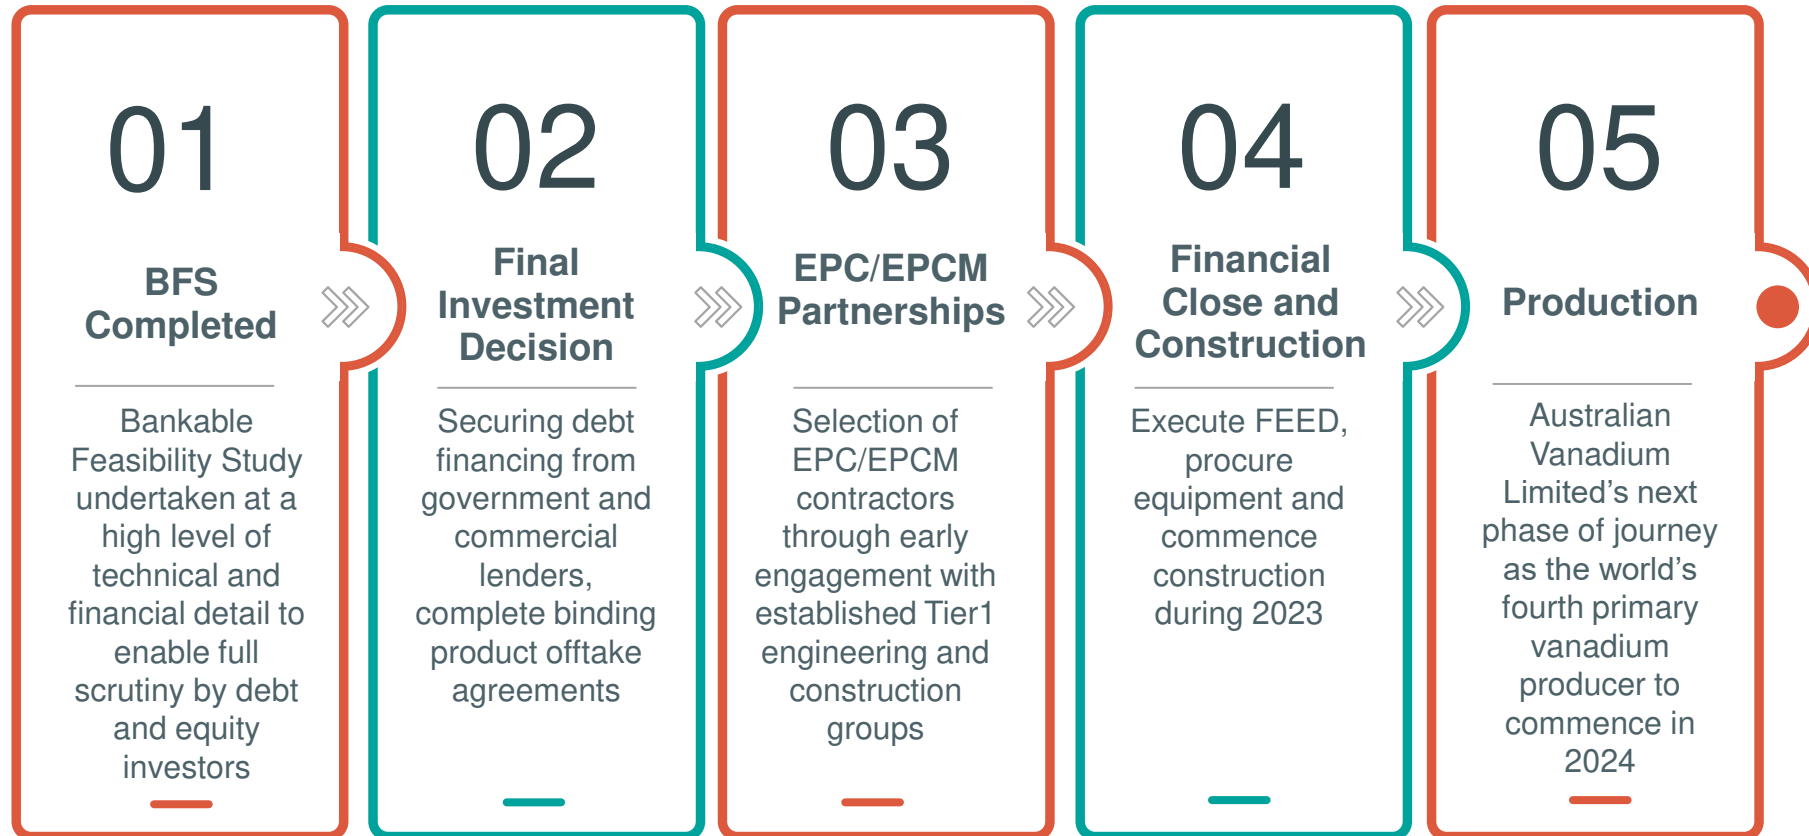 01
BFS
Completed
Bankable
Feasibility Study
undertaken at a
high level of
technical and
financial detail to
enable full
scrutiny by debt
and equity
investors
02
Final
Investment
Decision
Securing debt
financing from
government and
commercial
lenders,
complete binding
product offtake
agreements
03
EPC/EPCM
Partnerships
Selection of
EPC/EPCM
contractors
through early
engagement with
established Tier1
engineering and
construction
groups
04
Financial
Close and
Construction
Execute FEED,
procure
equipment and
commence
construction
during 2023
05
Production
Australian
Vanadium
Limited’s next
phase of journey
as the world’s
fourth primary
vanadium
producer to
commence in
2024